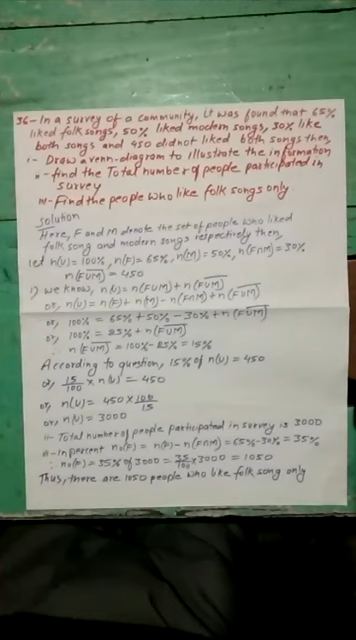 36- In a survey of a community, it was found that 65%
liked folk songs, 50% liked modern songs, 30% like
both songs and 450 did not liked both songs then
i- Draw a venn-diagram to illustrate the information
ii- find the Total number of people participated in
survey
iii- Find the people who like folk songs only
Solution
Here, F and M denote the set of people who liked
folk song and modern songs respectively then,
let n(U) = 100%, n(F) = 65%, n(M) = 50%, n(F∩M) = 30%
n(F̅U̅M̅) = 450
i) we know, n(U) = n(FUM) + n(F̅U̅M̅)
or, n(U) = n(F) + n(M) - n(F∩M) + n(F̅U̅M̅)
or, 100% = 65% + 50% - 30% + n(F̅U̅M̅)
or, 100% = 85% + n(F̅U̅M̅)
∴ n(F̅U̅M̅) = 100% - 85% = 15%
According to question, 15% of n(U) = 450
or, 15/100 × n(U) = 450
or, n(U) = 450 × 100/15
or, n(U) = 3000
ii- Total number of people participated in survey is 3000
iii- In percent n₀(F) = n(F) - n(F∩M) = 65% - 30% = 35%
∴ n₀(F) = 35% of 3000 = 35/100 × 3000 = 1050
Thus, there are 1050 people who like folk song only